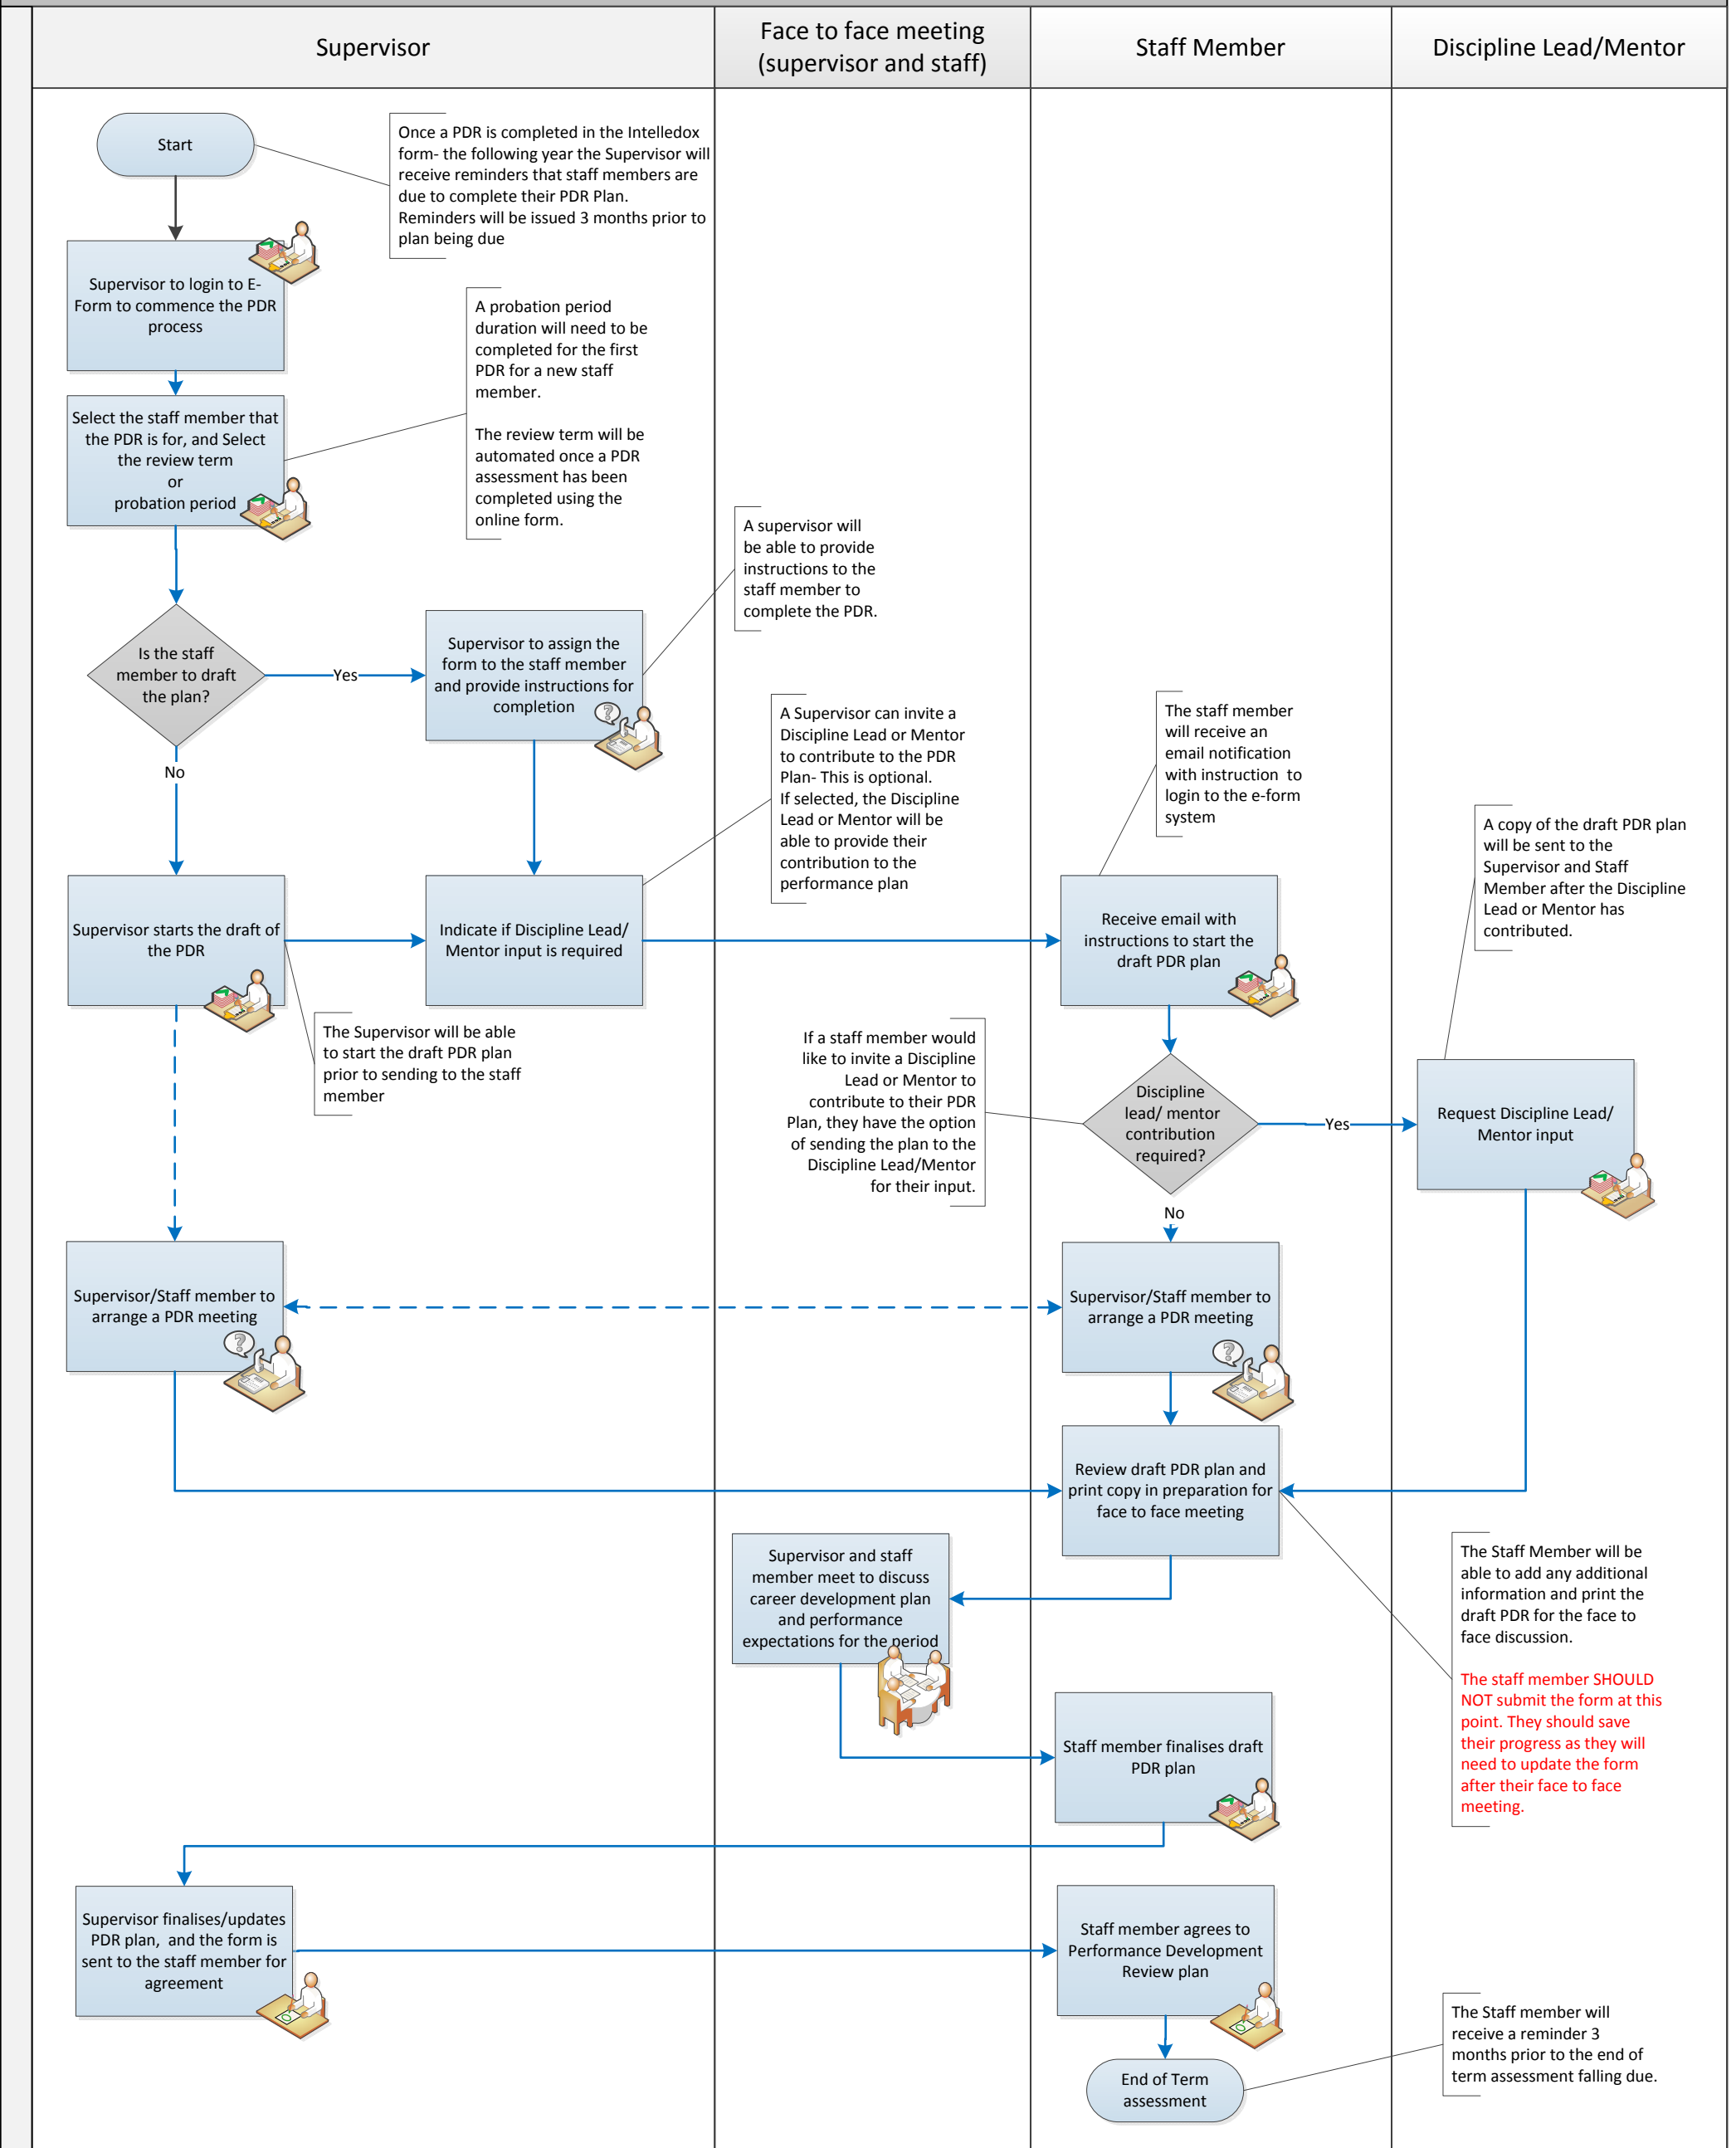 Supervisor
Face to face meeting
(supervisor and staff)
Staff Member
Discipline Lead/Mentor
Start
Once a PDR is completed in the Intelledox
form- the following year the Supervisor will
receive reminders that staff members are
due to complete their PDR Plan.
Reminders will be issued 3 months prior to
plan being due
Supervisor to login to E-
Form to commence the PDR
process
A probation period
duration will need to be
completed for the first
PDR for a new staff
member.
The review term will be
automated once a PDR
assessment has been
completed using the
online form.
Select the staff member that
the PDR is for, and Select
the review term
or
probation period
A supervisor will
be able to provide
instructions to the
staff member to
complete the PDR.
Is the staff
member to draft
the plan?
Yes
Supervisor to assign the
form to the staff member
and provide instructions for
completion
?
No
A Supervisor can invite a
Discipline Lead or Mentor
to contribute to the PDR
Plan- This is optional.
If selected, the Discipline
Lead or Mentor will be
able to provide their
contribution to the
performance plan
The staff member
will receive an
email notification
with instruction  to
login to the e-form
system
A copy of the draft PDR plan
will be sent to the
Supervisor and Staff
Member after the Discipline
Lead or Mentor has
contributed.
Supervisor starts the draft of
the PDR
Indicate if Discipline Lead/
Mentor input is required
Receive email with
instructions to start the
draft PDR plan
The Supervisor will be able
to start the draft PDR plan
prior to sending to the staff
member
If a staff member would
like to invite a Discipline
Lead or Mentor to
contribute to their PDR
Plan, they have the option
of sending the plan to the
Discipline Lead/Mentor
for their input.
Discipline
lead/ mentor
contribution
required?
Yes
Request Discipline Lead/
Mentor input
No
Supervisor/Staff member to
arrange a PDR meeting
?
Supervisor/Staff member to
arrange a PDR meeting
?
Review draft PDR plan and
print copy in preparation for
face to face meeting
Supervisor and staff
member meet to discuss
career development plan
and performance
expectations for the period
The Staff Member will be
able to add any additional
information and print the
draft PDR for the face to
face discussion.
The staff member SHOULD
NOT submit the form at this
point. They should save
their progress as they will
need to update the form
after their face to face
meeting.
Staff member finalises draft
PDR plan
Supervisor finalises/updates
PDR plan,  and the form is
sent to the staff member for
agreement
Staff member agrees to
Performance Development
Review plan
The Staff member will
receive a reminder 3
months prior to the end of
term assessment falling due.
End of Term
assessment